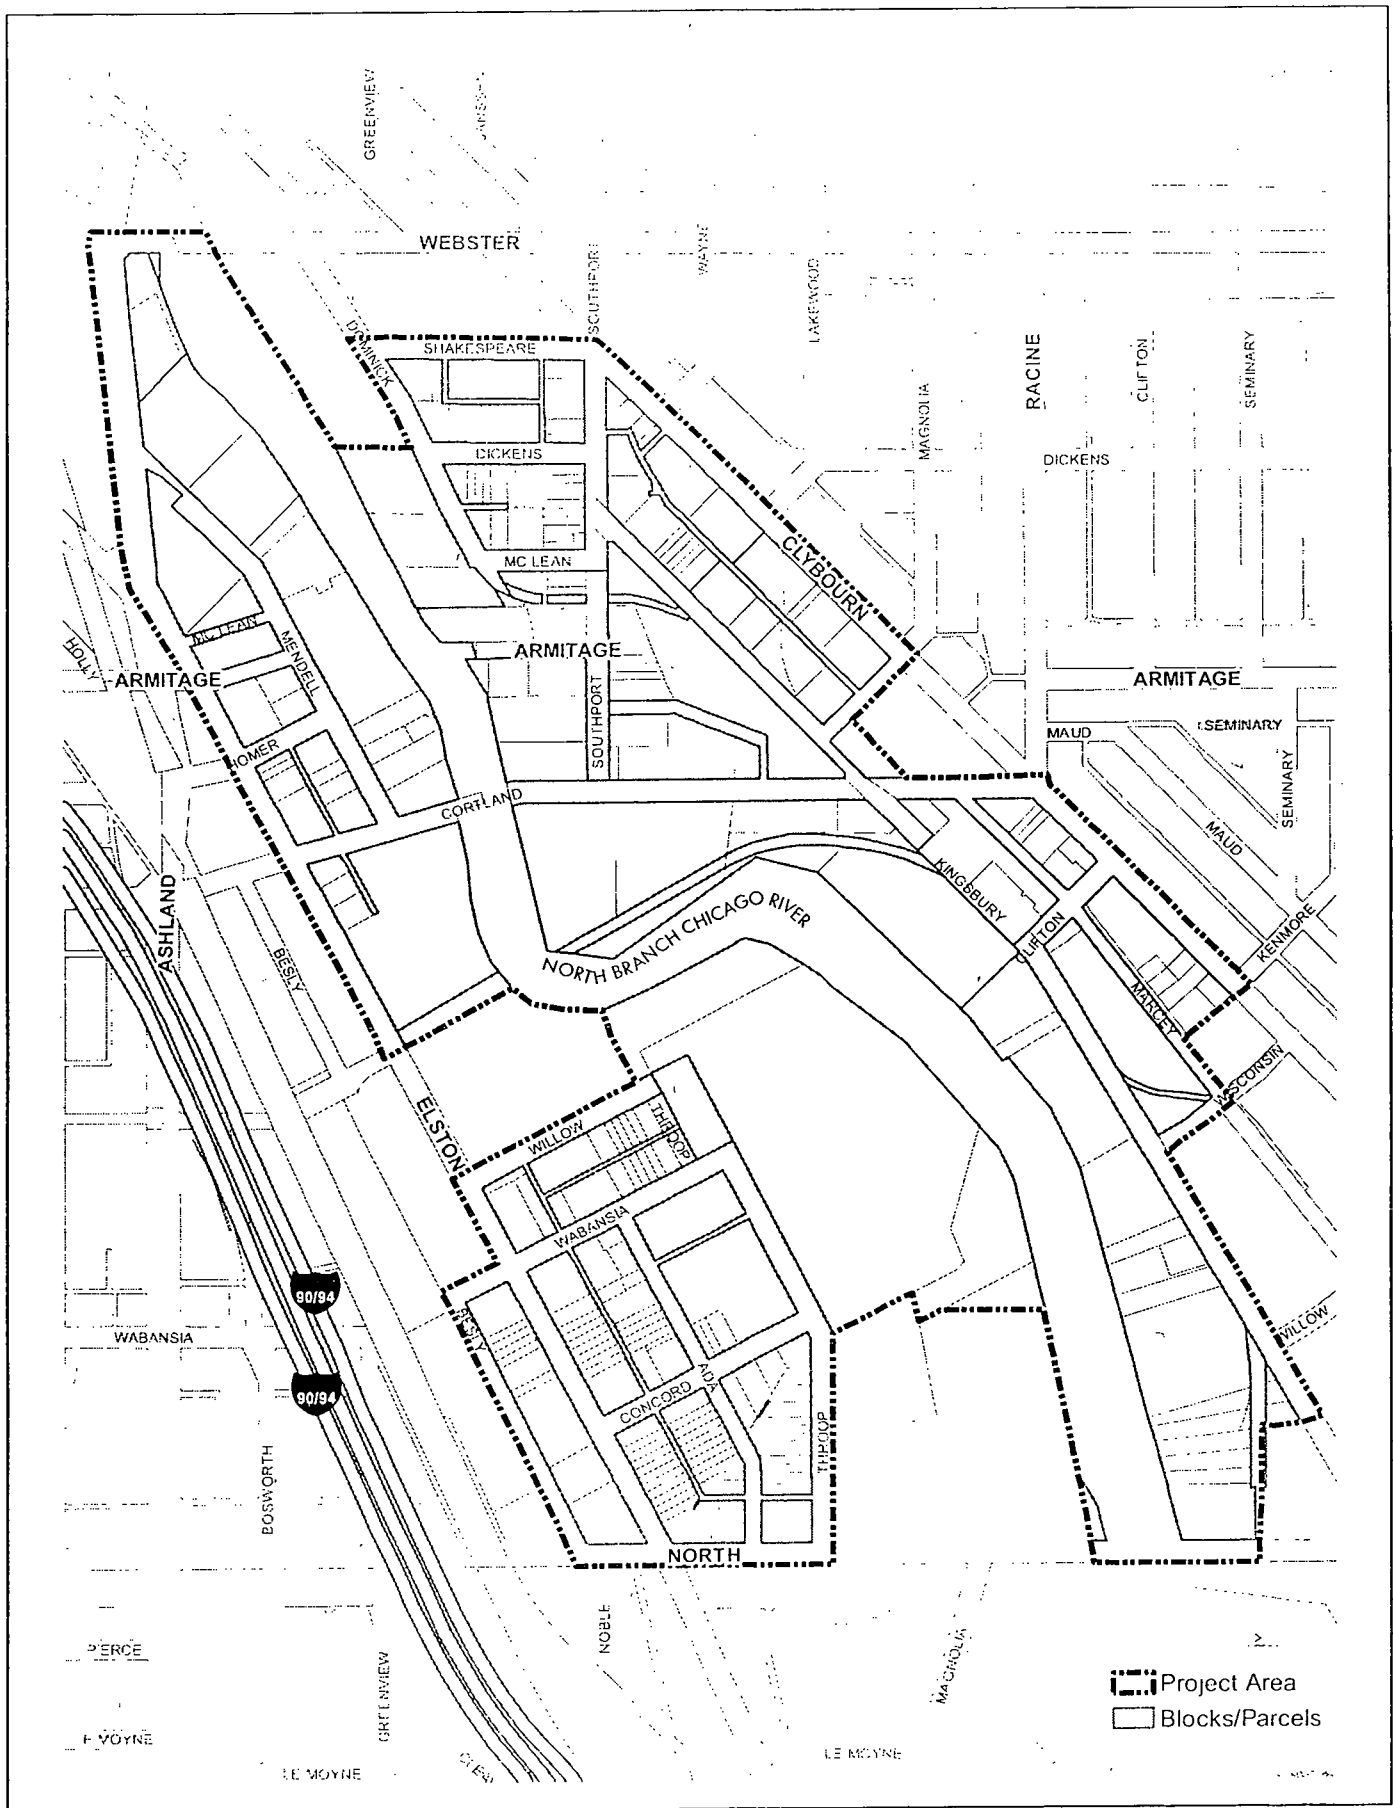 GREENVIEW
WEBSTER
SOUTHPORT
WAYNE
LAKEWOOD
DOMINICK
SHAKESPEARE
RACINE
CLIFTON
SEMINARY
MAGNOLIA
DICKENS
DICKENS
CLYBOURN
MC LEAN
MC LEAN
MENDELL
HOLLY
ARMITAGE
ARMITAGE
ARMITAGE
SOUTHPORT
SEMINARY
MAUD
HOMER
SEMINARY
CORTLAND
MAUD
KINGSBURY
ASHLAND
NORTH BRANCH CHICAGO RIVER
CLIFTON
KENMORE
BESLY
MARCEY
WISCONSIN
ELSTON
WILLOW
THROOP
WABANSIA
90/94
BESLY
WABANSIA
WILLOW
90/94
ADA
CONCORD
THROOP
BOSWORTH
NORTH
NOBLE
MAGNOLIA
PIERCE
GREENVIEW
Project Area
Blocks/Parcels
LE MOYNE
LE MOYNE